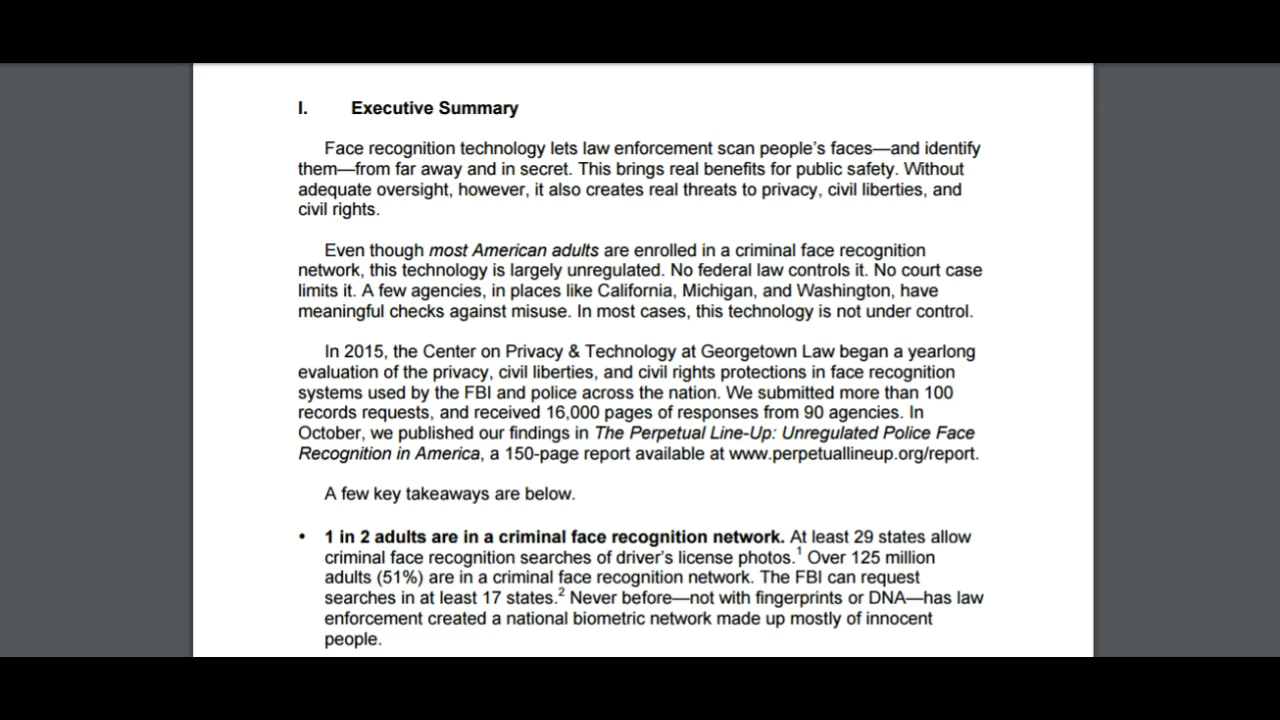 I. Executive Summary
Face recognition technology lets law enforcement scan people's faces—and identify
them—from far away and in secret. This brings real benefits for public safety. Without
adequate oversight, however, it also creates real threats to privacy, civil liberties, and
civil rights.
Even though most American adults are enrolled in a criminal face recognition
network, this technology is largely unregulated. No federal law controls it. No court case
limits it. A few agencies, in places like California, Michigan, and Washington, have
meaningful checks against misuse. In most cases, this technology is not under control.
In 2015, the Center on Privacy & Technology at Georgetown Law began a yearlong
evaluation of the privacy, civil liberties, and civil rights protections in face recognition
systems used by the FBI and police across the nation. We submitted more than 100
records requests, and received 16,000 pages of responses from 90 agencies. In
October, we published our findings in The Perpetual Line-Up: Unregulated Police Face
Recognition in America, a 150-page report available at www.perpetuallineup.org/report.
A few key takeaways are below.
• 1 in 2 adults are in a criminal face recognition network. At least 29 states allow
criminal face recognition searches of driver's license photos.1 Over 125 million
adults (51%) are in a criminal face recognition network. The FBI can request
searches in at least 17 states.2 Never before—not with fingerprints or DNA—has law
enforcement created a national biometric network made up mostly of innocent
people.